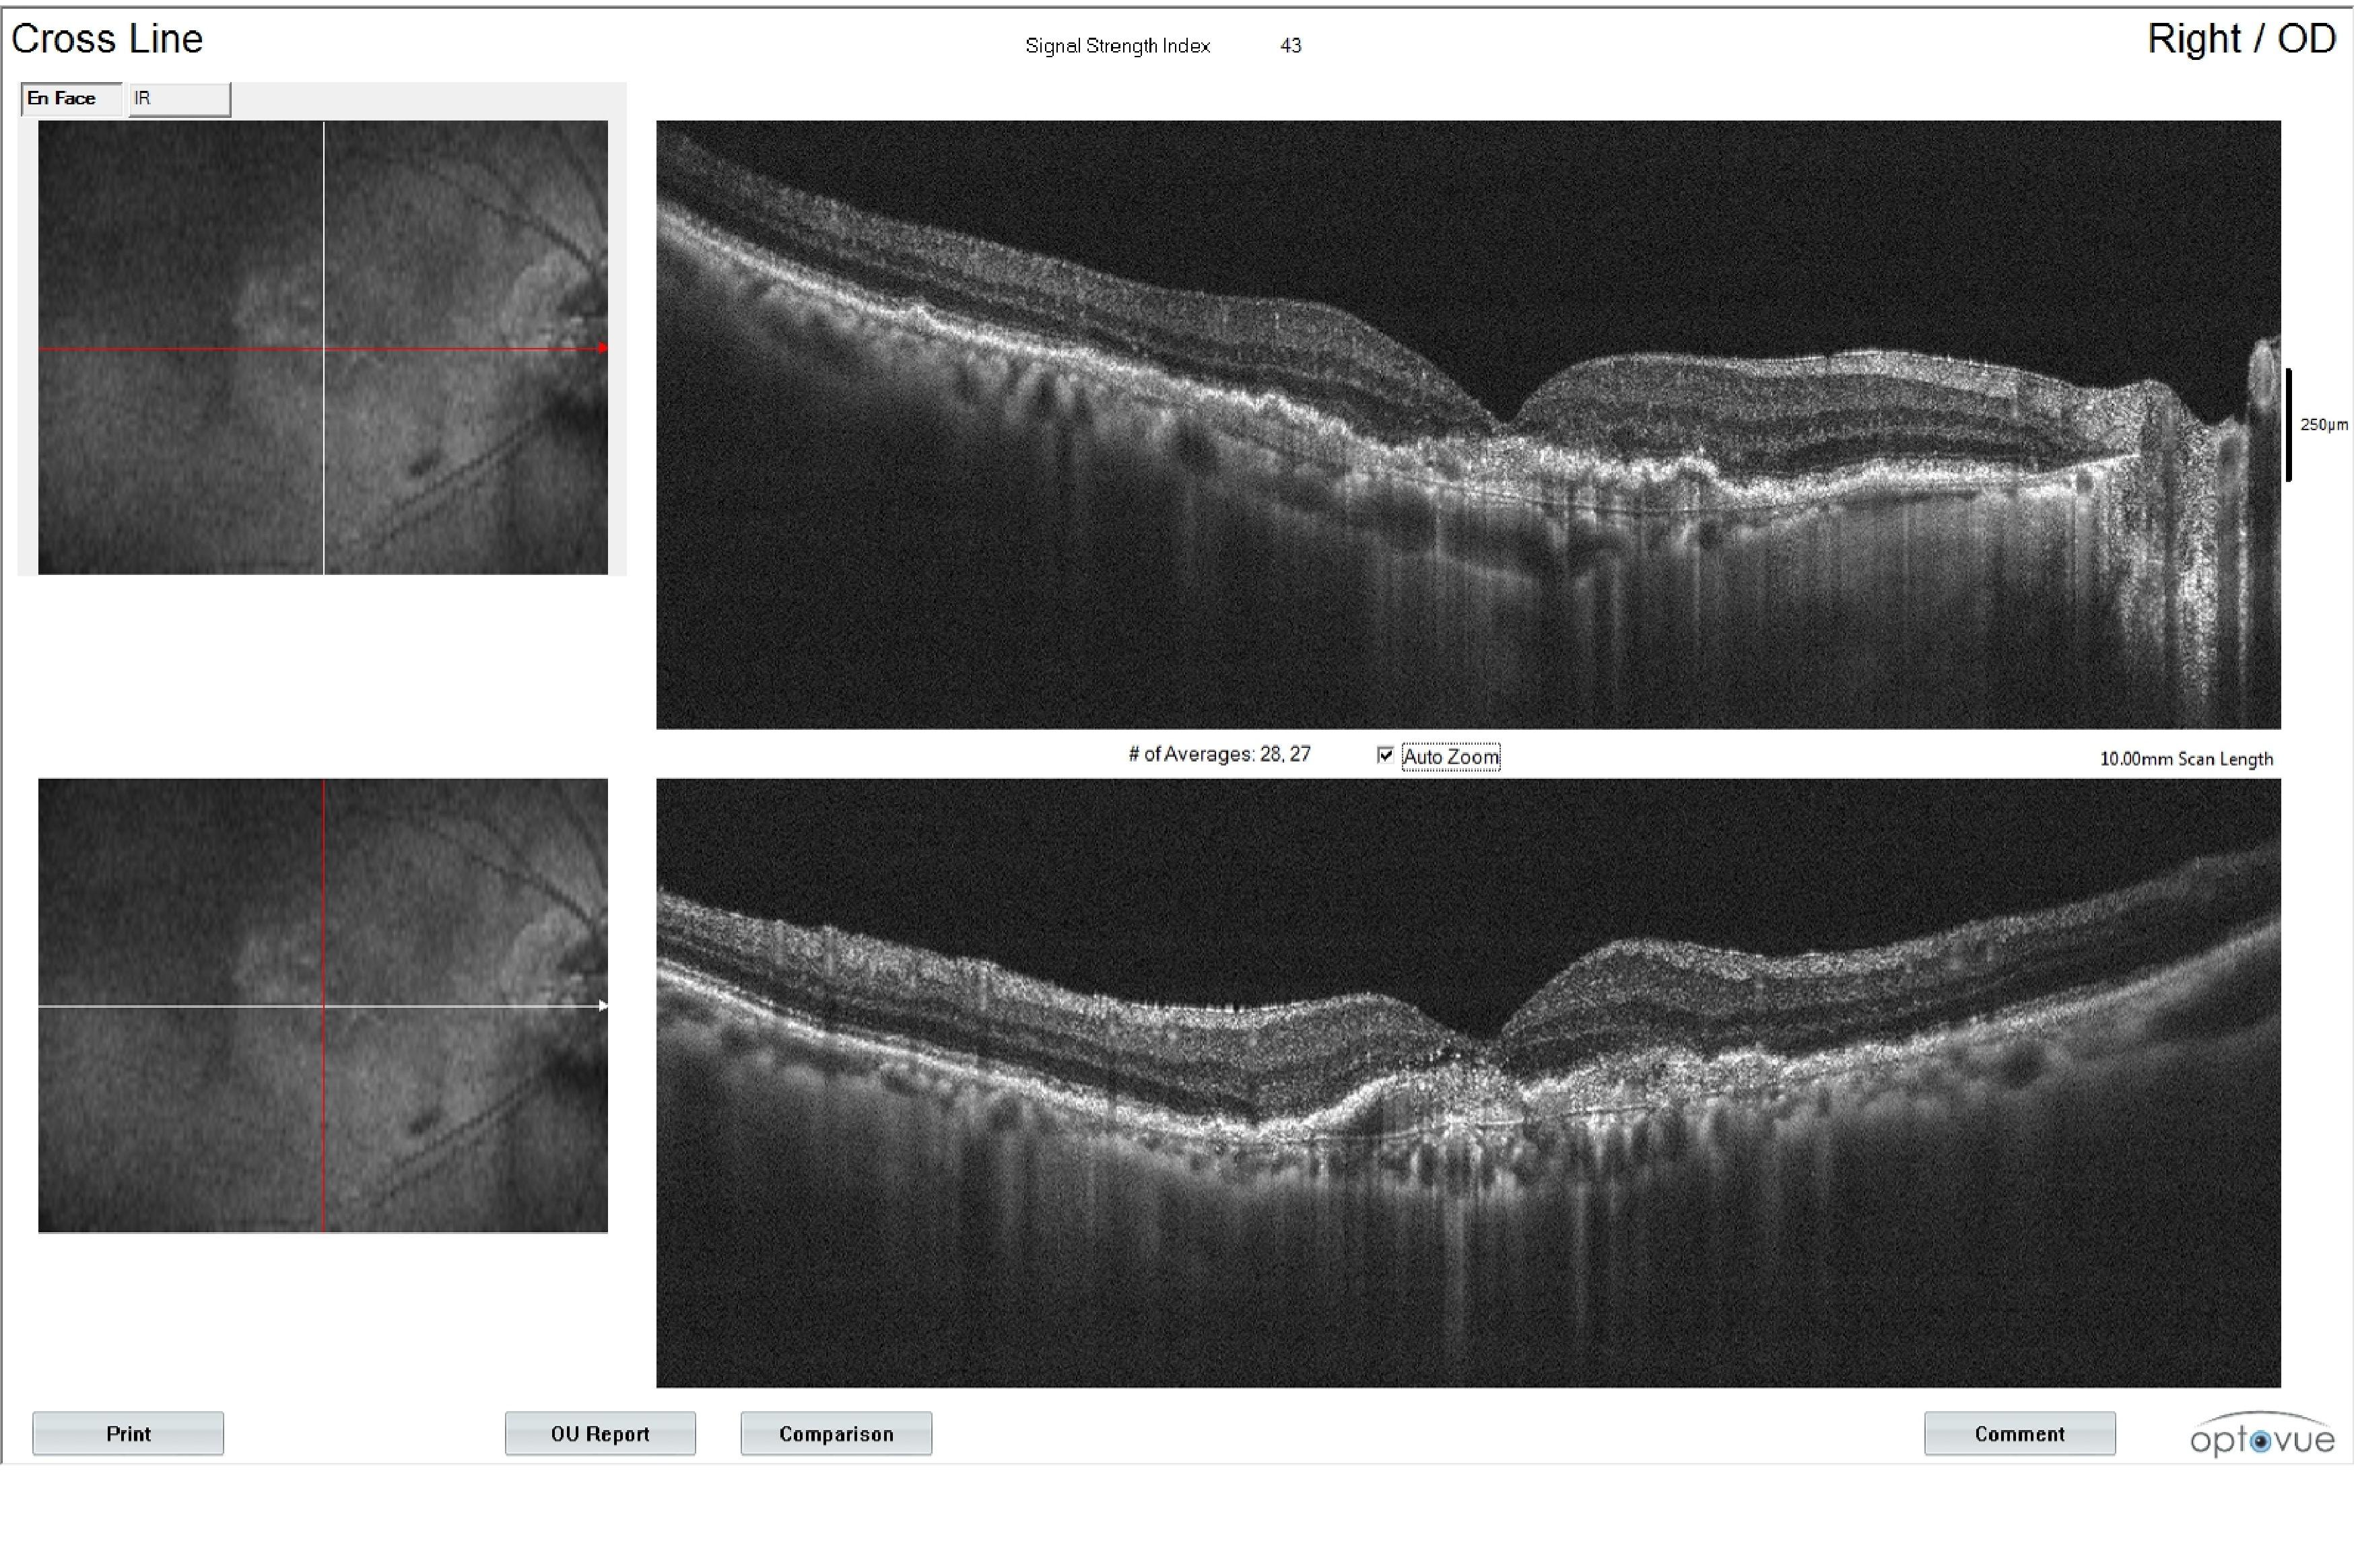 Cross Line
Signal Strength Index 43
Right / OD
En Face
IR
250µm
# of Averages: 28, 27
Auto Zoom
10.00mm Scan Length
Print
OU Report
Comparison
Comment
optovue